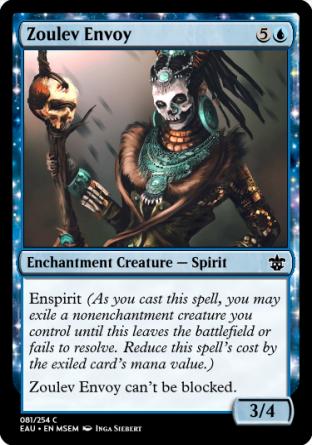 Zoulev Envoy 5
Enchantment Creature — Spirit
Enspirit (As you cast this spell, you may
exile a nonenchantment creature you
control until this leaves the battlefield or
fails to resolve. Reduce this spell's cost by
the exiled card's mana value.)
Zoulev Envoy can't be blocked.
3/4
081/254 C
EAU • EN MSEM Inga Siebert